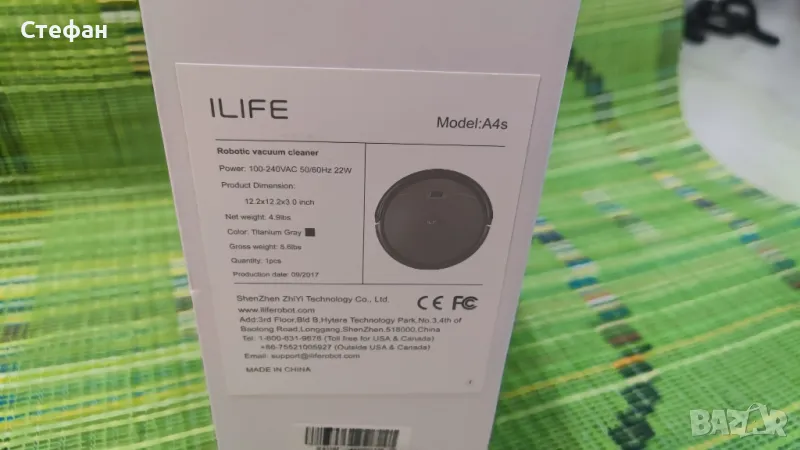 Стефан
ILIFE
Model:A4s
Robotic vacuum cleaner
Power: 100-240VAC 50/60Hz 22W
Product Dimension:
12.2x12.2x3.0 inch
Net weight: 4.9lbs
Color: Titanium Gray
Gross weight: 8.6lbs
Quantity: 1pcs
Production date: 09/2017
ShenZhen ZhiYi Technology Co., Ltd.
www.iliferobot.com
Add:3rd Floor,Bld B,Hytera Technology Park,No.3,4th of
Baolong Road,Longgang,ShenZhen,518000,China
Tel: 1-800-631-9676 (Toll free for USA & Canada)
+86-75521005927 (Outside USA & Canada)
Email: support@iliferobot.com
MADE IN CHINA
CE FC
BAZAR